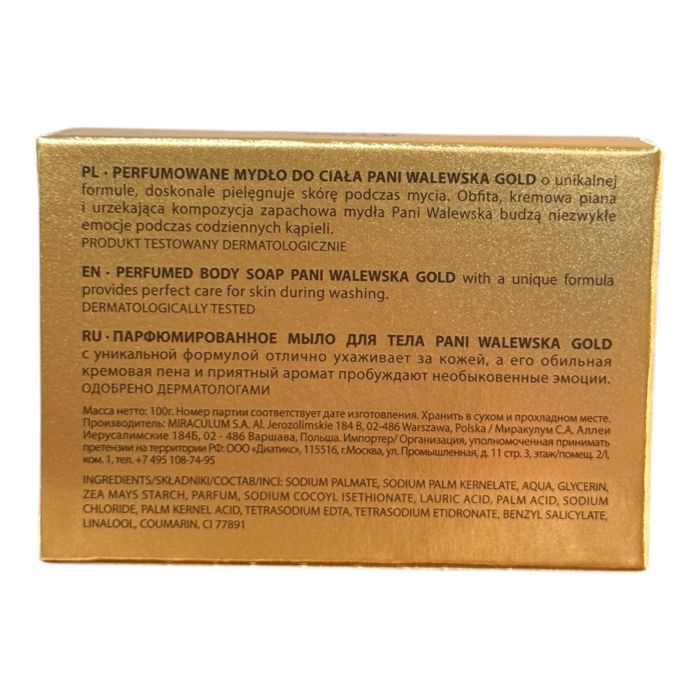 PL · PERFUMOWANE MYDŁO DO CIAŁA PANI WALEWSKA GOLD o unikalnej
formule, doskonale pielęgnuje skórę podczas mycia. Obfita, kremowa piana
i urzekająca kompozycja zapachowa mydła Pani Walewska budzą niezwykłe
emocje podczas codziennych kąpieli.
PRODUKT TESTOWANY DERMATOLOGICZNIE
EN · PERFUMED BODY SOAP PANI WALEWSKA GOLD with a unique formula
provides perfect care for skin during washing.
DERMATOLOGICALLY TESTED
RU · ПАРФЮМИРОВАННОЕ МЫЛО ДЛЯ ТЕЛА PANI WALEWSKA GOLD
с уникальной формулой отлично ухаживает за кожей, а его обильная
кремовая пена и приятный аромат пробуждают необыкновенные эмоции.
ОДОБРЕНО ДЕРМАТОЛОГАМИ
Масса нетто: 100г. Номер партии соответствует дате изготовления. Хранить в сухом и прохладном месте.
Производитель: MIRACULUM S.A. Al. Jerozolimskie 184 B, 02-486 Warszawa, Polska / Миракулум С.А. Аллеи
Иерусалимские 184Б, 02 - 486 Варшава, Польша. Импортер/ Организация, уполномоченная принимать
претензии на территории РФ: ООО «Диатикс», 115516, г.Москва, ул. Промышленная, д. 11 стр. 3, этаж/помещ. 2/I,
ком. 1, тел. +7 495 108-74-95
INGREDIENTS/SKŁADNIKI/СОСТАВ/INCI: SODIUM PALMATE, SODIUM PALM KERNELATE, AQUA, GLYCERIN,
ZEA MAYS STARCH, PARFUM, SODIUM COCOYL ISETHIONATE, LAURIC ACID, PALM ACID, SODIUM
CHLORIDE, PALM KERNEL ACID, TETRASODIUM EDTA, TETRASODIUM ETIDRONATE, BENZYL SALICYLATE,
LINALOOL, COUMARIN, CI 77891